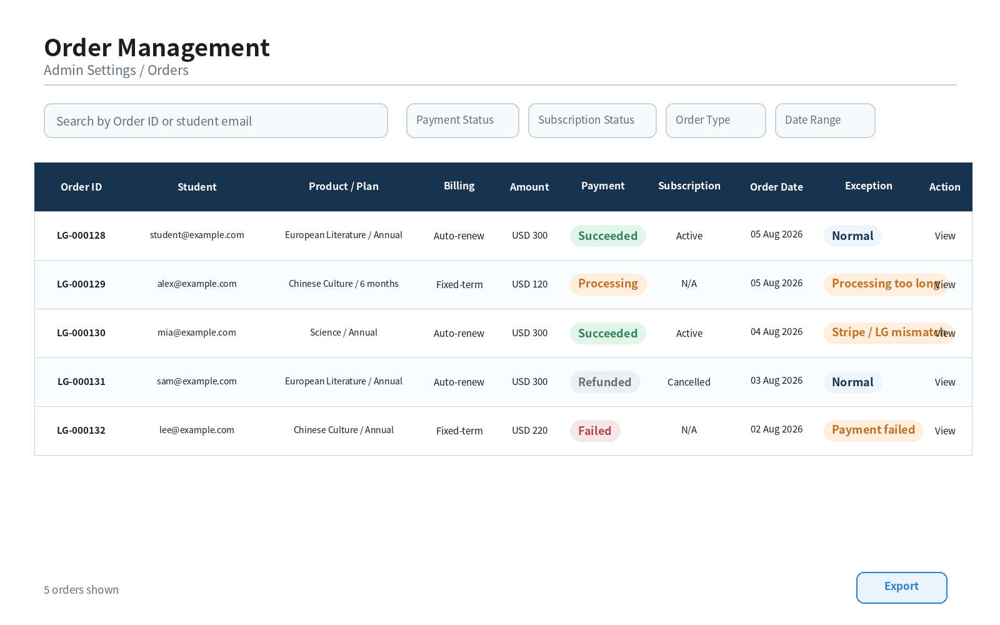 Order Management
Admin Settings / Orders
Search by Order ID or student email Payment Status Subscription Status Order Type Date Range
Order ID Student Product / Plan Billing Amount Payment Subscription Order Date Exception Action
LG-000128 student@example.com European Literature / Annual Auto-renew USD 300 Succeeded Active 05 Aug 2026 Normal View
LG-000129 alex@example.com Chinese Culture / 6 months Fixed-term USD 120 Processing N/A 05 Aug 2026 Processing too long View
LG-000130 mia@example.com Science / Annual Auto-renew USD 300 Succeeded Active 04 Aug 2026 Stripe / LG mismatch View
LG-000131 sam@example.com European Literature / Annual Auto-renew USD 300 Refunded Cancelled 03 Aug 2026 Normal View
LG-000132 lee@example.com Chinese Culture / Annual Fixed-term USD 220 Failed N/A 02 Aug 2026 Payment failed View
5 orders shown Export